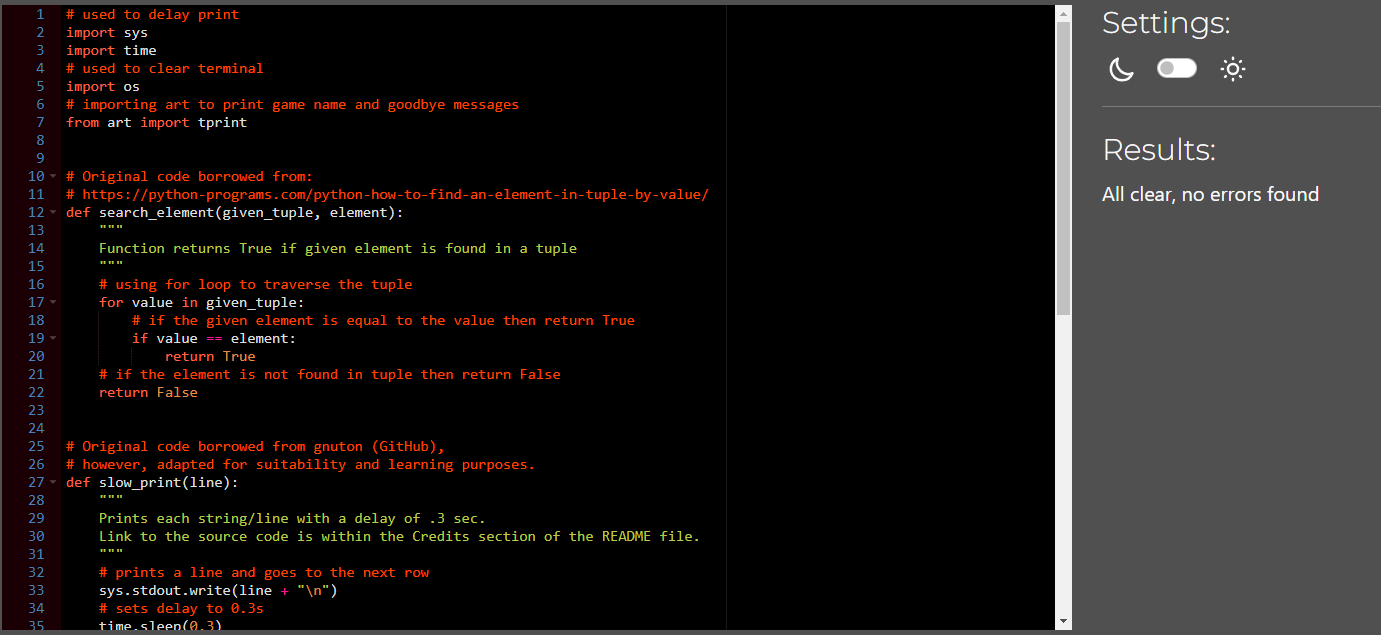 1 # used to delay print
2 import sys
3 import time
4 # used to clear terminal
5 import os
6 # importing art to print game name and goodbye messages
7 from art import tprint
8
9
10 # Original code borrowed from:
11 # https://python-programs.com/python-how-to-find-an-element-in-tuple-by-value/
12 def search_element(given_tuple, element):
13     """
14     Function returns True if given element is found in a tuple
15     """
16     # using for loop to traverse the tuple
17     for value in given_tuple:
18         # if the given element is equal to the value then return True
19         if value == element:
20             return True
21     # if the element is not found in tuple then return False
22     return False
23
24
25 # Original code borrowed from gnuton (GitHub),
26 # however, adapted for suitability and learning purposes.
27 def slow_print(line):
28     """
29     Prints each string/line with a delay of .3 sec.
30     Link to the source code is within the Credits section of the README file.
31     """
32     # prints a line and goes to the next row
33     sys.stdout.write(line + "\n")
34     # sets delay to 0.3s
35     time.sleep(0.3)
Settings:
Results:
All clear, no errors found